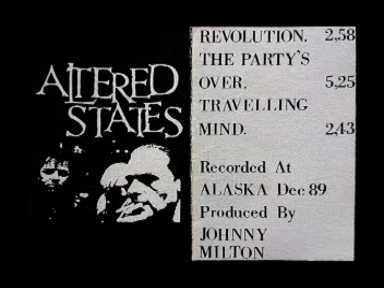 ALTERED
STATES
REVOLUTION. 2,58
THE PARTY'S
OVER. 5,25
TRAVELLING
MIND. 2,43
Recorded At
ALASKA Dec 89
Produced By
JOHNNY
MILTON